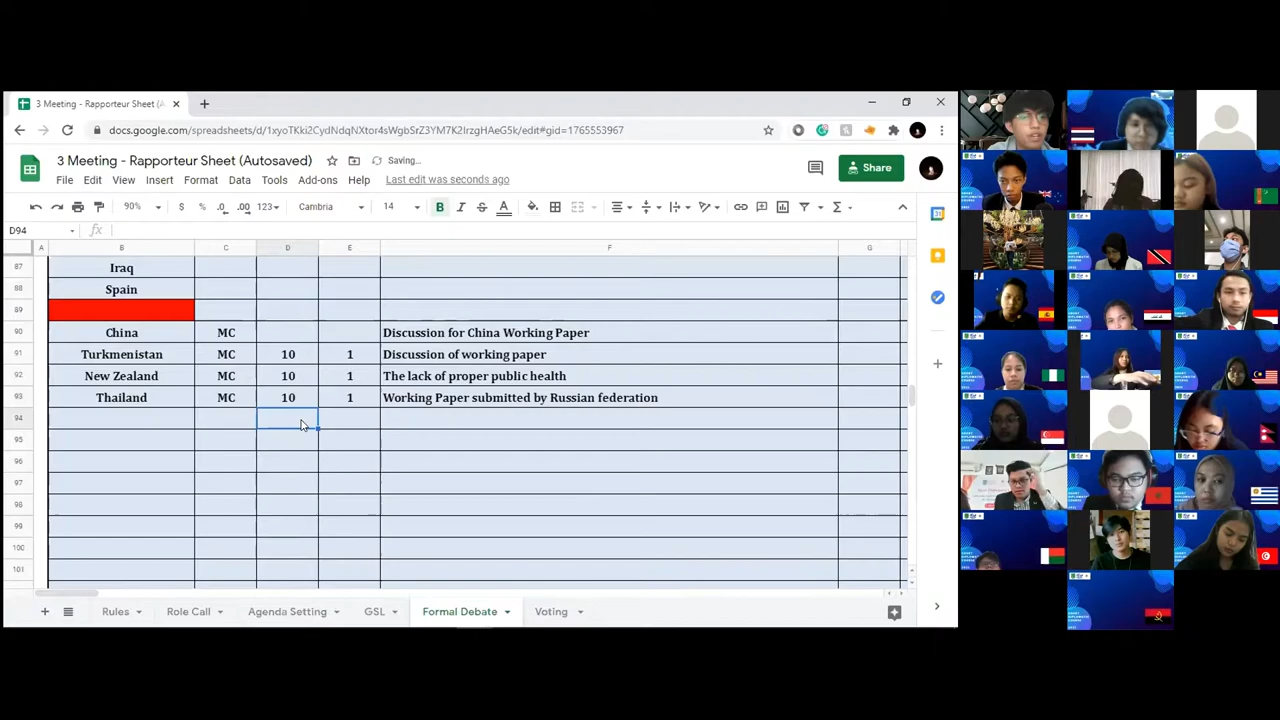 3 Meeting - Rapporteur Sheet (A
docs.google.com/spreadsheets/d/1xyoTKki2CydNdqNXtor4sWgbSrZ3YM7K2IrzgHAeG5k/edit#gid=1765553967
3 Meeting - Rapporteur Sheet (Autosaved) Saving...
File Edit View Insert Format Data Tools Add-ons Help Last edit was seconds ago
Share
90% $ % .0 .00 123 Cambria 14 B I S A
D94 fx
A B C D E F G
87 Iraq
88 Spain
89
90 China MC Discussion for China Working Paper
91 Turkmenistan MC 10 1 Discussion of working paper
92 New Zealand MC 10 1 The lack of proper public health
93 Thailand MC 10 1 Working Paper submitted by Russian federation
94
95
96
97
98
99
100
101
Rules Role Call Agenda Setting GSL Formal Debate Voting